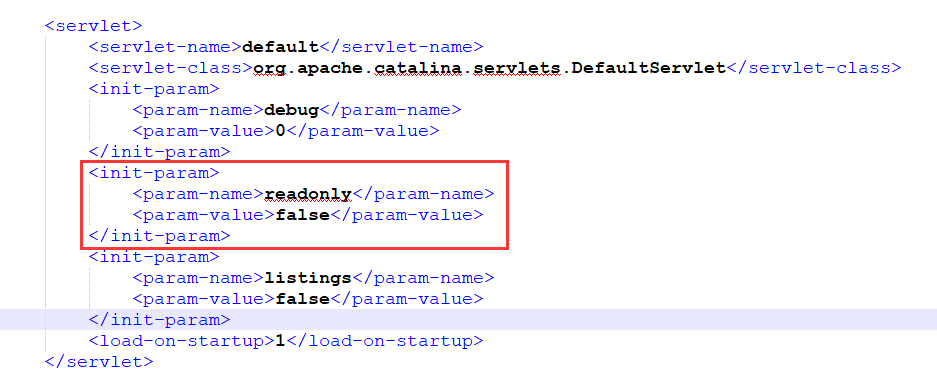 <servlet>
<servlet-name>default</servlet-name>
<servlet-class>org.apache.catalina.servlets.DefaultServlet</servlet-class>
<init-param>
<param-name>debug</param-name>
<param-value>0</param-value>
</init-param>
<init-param>
<param-name>readonly</param-name>
<param-value>false</param-value>
</init-param>
<init-param>
<param-name>listings</param-name>
<param-value>false</param-value>
</init-param>
<load-on-startup>1</load-on-startup>
</servlet>